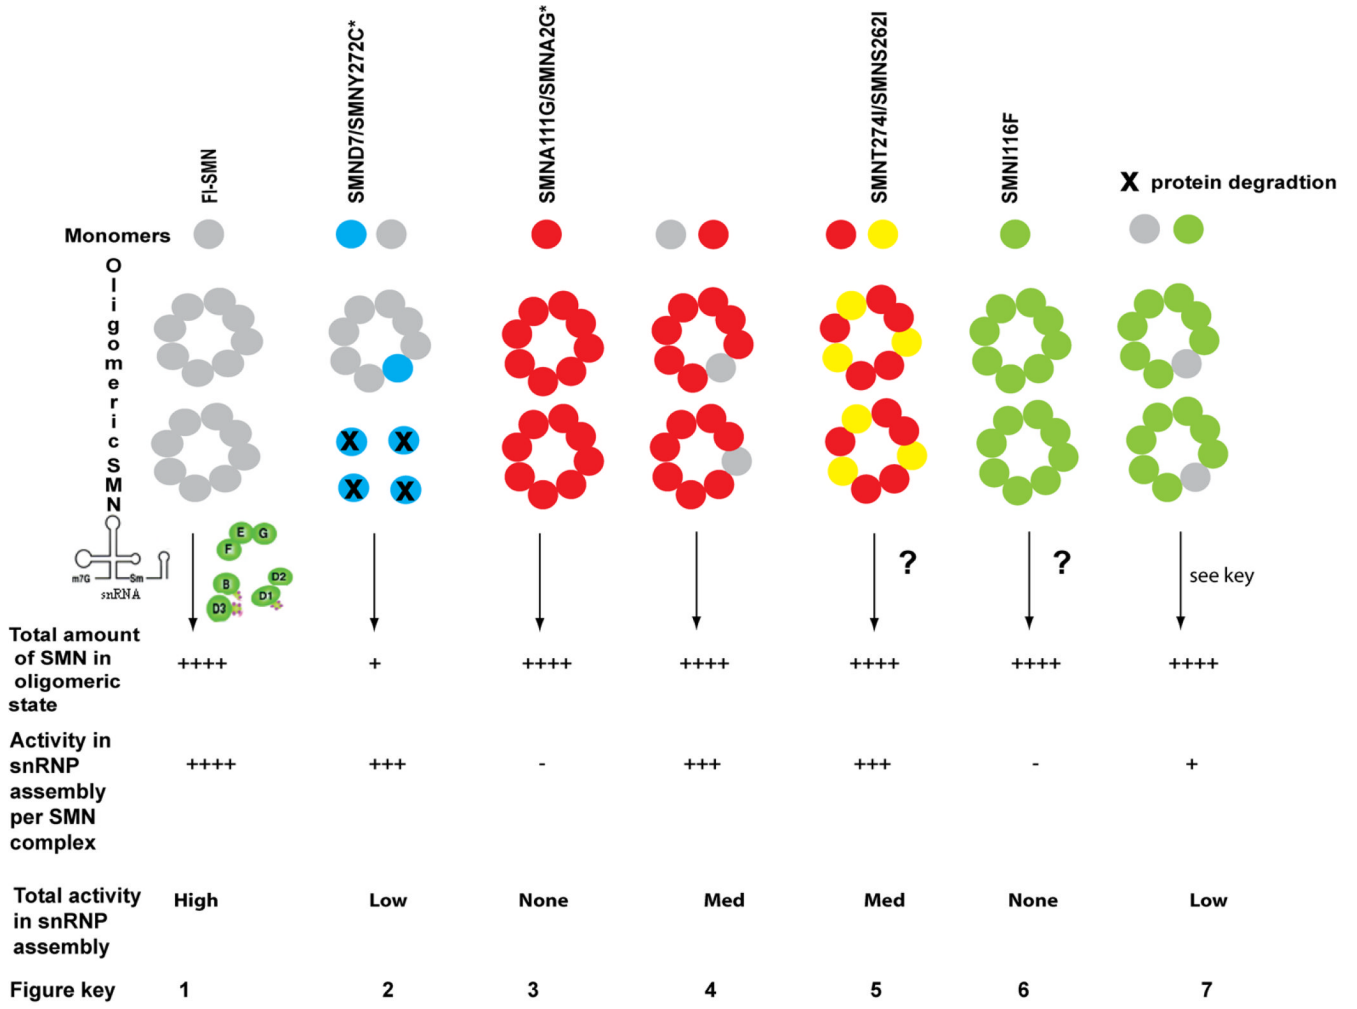 Fl-SMN
SMND7/SMNY272C*
SMNA111G/SMNA2G*
SMNT274I/SMNS262I
SMNI116F
X protein degradtion
Monomers
Oligomeric SMN
X X
X X
E G
F
B
D3
D2
D1
m7G Sm
snRNA
? ?
see key
Total amount
of SMN in
oligomeric
state
++++ + ++++ ++++ ++++ ++++ ++++
Activity in
snRNP
assembly
per SMN
complex
++++ +++ - +++ +++ - +
Total activity
in snRNP
assembly
High Low None Med Med None Low
Figure key 1 2 3 4 5 6 7